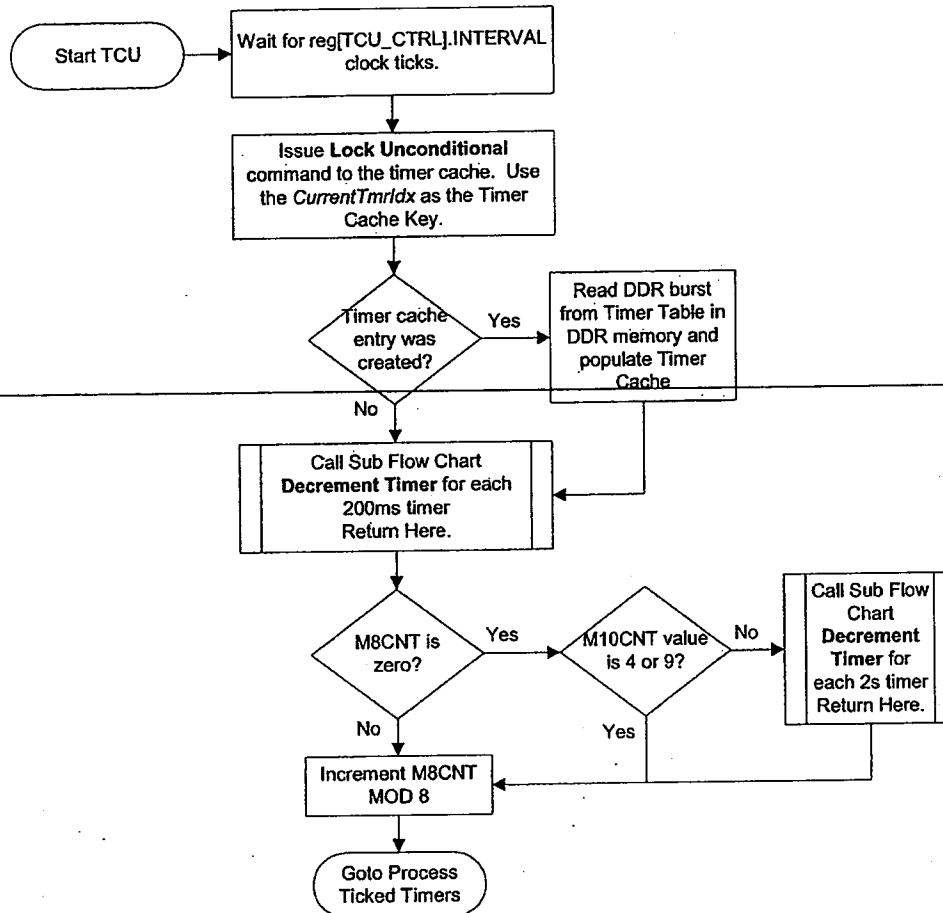 Start TCU
Wait for reg[TCU_CTRL].INTERVAL
clock ticks.
Issue Lock Unconditional
command to the timer cache. Use
the CurrentTmrIdx as the Timer
Cache Key.
Timer cache
entry was
created?
Yes
Read DDR burst
from Timer Table in
DDR memory and
populate Timer
Cache
No
Call Sub Flow Chart
Decrement Timer for each
200ms timer
Return Here.
M8CNT is
zero?
Yes
M10CNT value
is 4 or 9?
No
Call Sub Flow
Chart
Decrement
Timer for
each 2s timer
Return Here.
No
Yes
Increment M8CNT
MOD 8
Goto Process
Ticked Timers